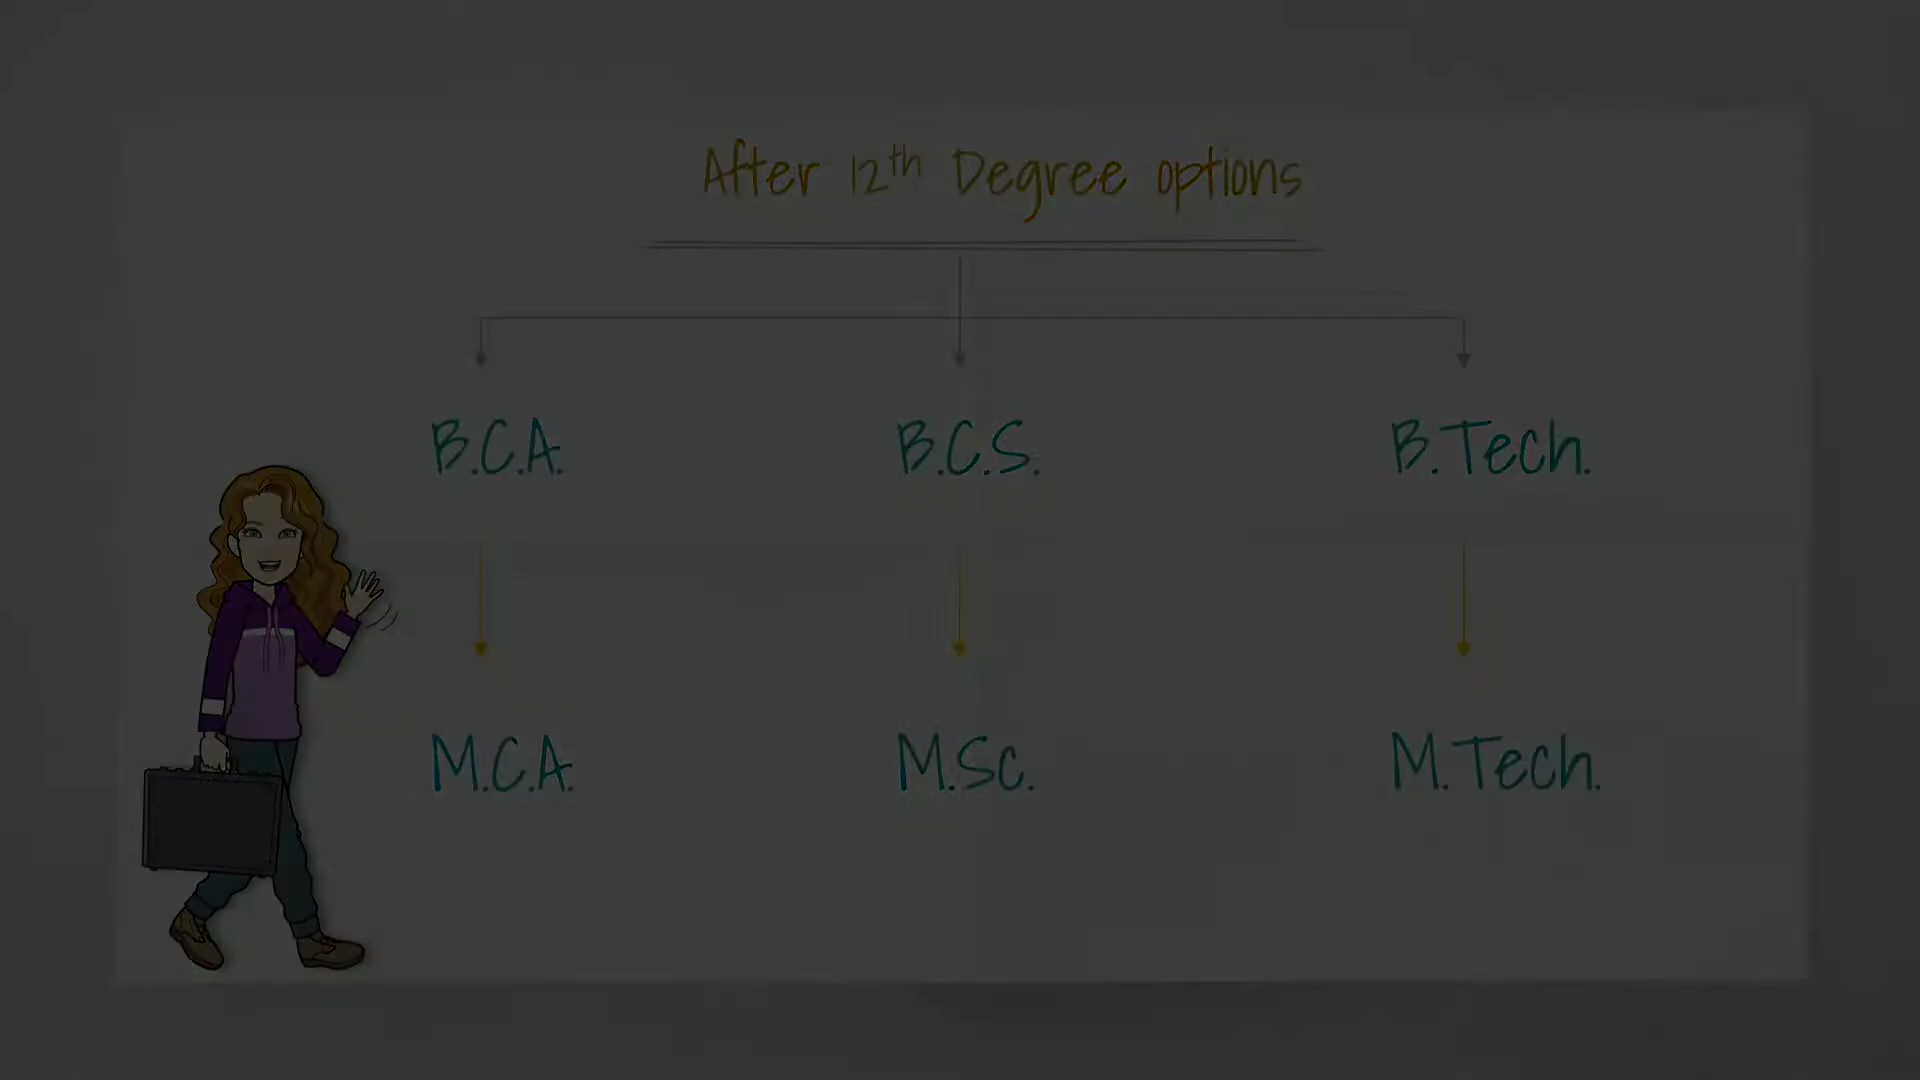 After 12th Degree options
B.C.A. B.C.S. B.Tech.
M.C.A. M.Sc. M.Tech.